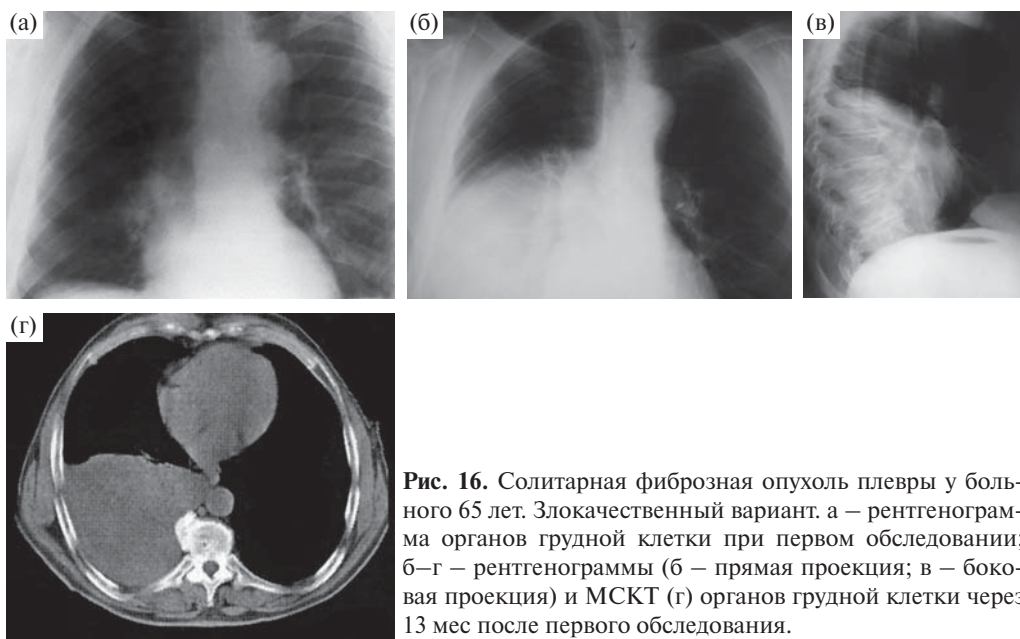 (а)
(б)
(в)
(г)
Рис. 16. Солитарная фиброзная опухоль плевры у боль-
ного 65 лет. Злокачественный вариант. а – рентгенограм-
ма органов грудной клетки при первом обследовании;
б–г – рентгенограммы (б – прямая проекция; в – боко-
вая проекция) и МСКТ (г) органов грудной клетки через
13 мес после первого обследования.